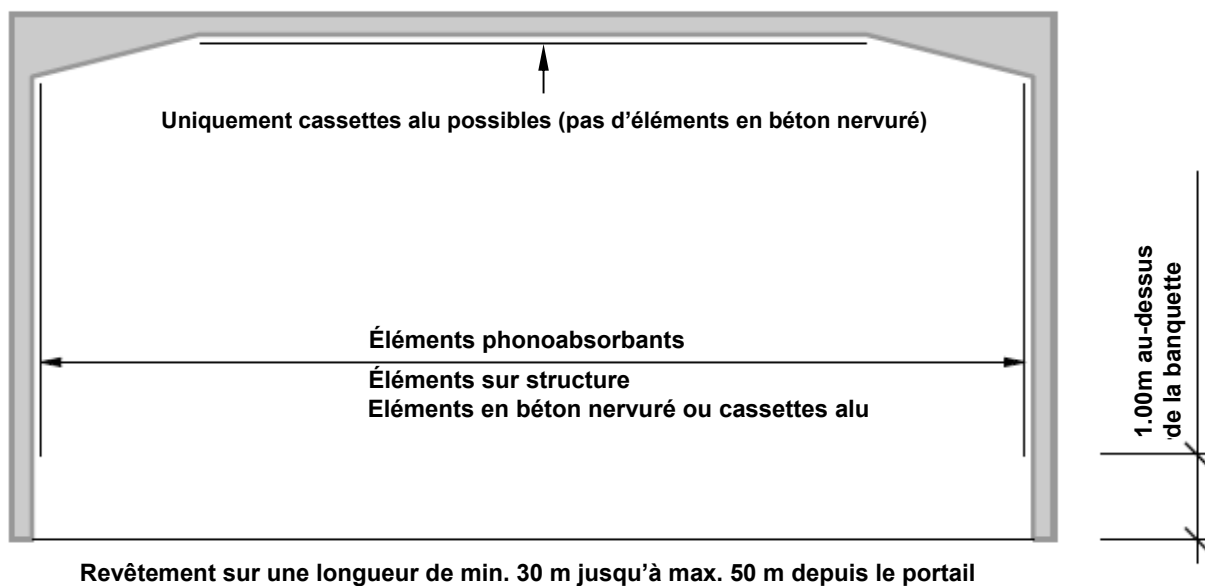 Uniquement cassettes alu possibles (pas d’éléments en béton nervuré)
Éléments phonoabsorbants
Éléments sur structure
Eléments en béton nervuré ou cassettes alu
1.00m au-dessus
de la banquette
Revêtement sur une longueur de min. 30 m jusqu’à max. 50 m depuis le portail